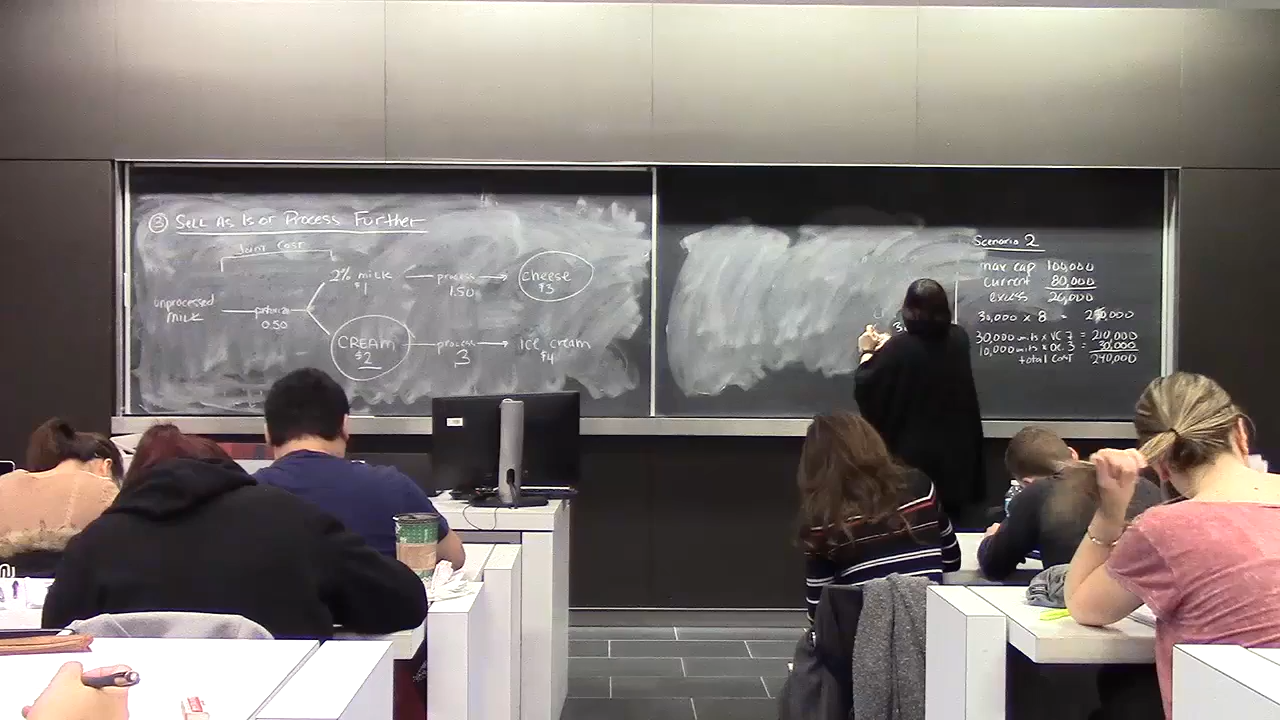 ③ Sell As Is or Process Further
Joint Cost
2% milk process cheese
$1 1.50 $3
unprocessed
milk
0.50
CREAM process ice cream
$2 3 $4
Scenario 2
max cap 100,000
current 80,000
excess 20,000
30,000 x 8 =
30,000 units x VC 7 = 210,000
10,000 units x OC 3 = 30,000
total cost 240,000